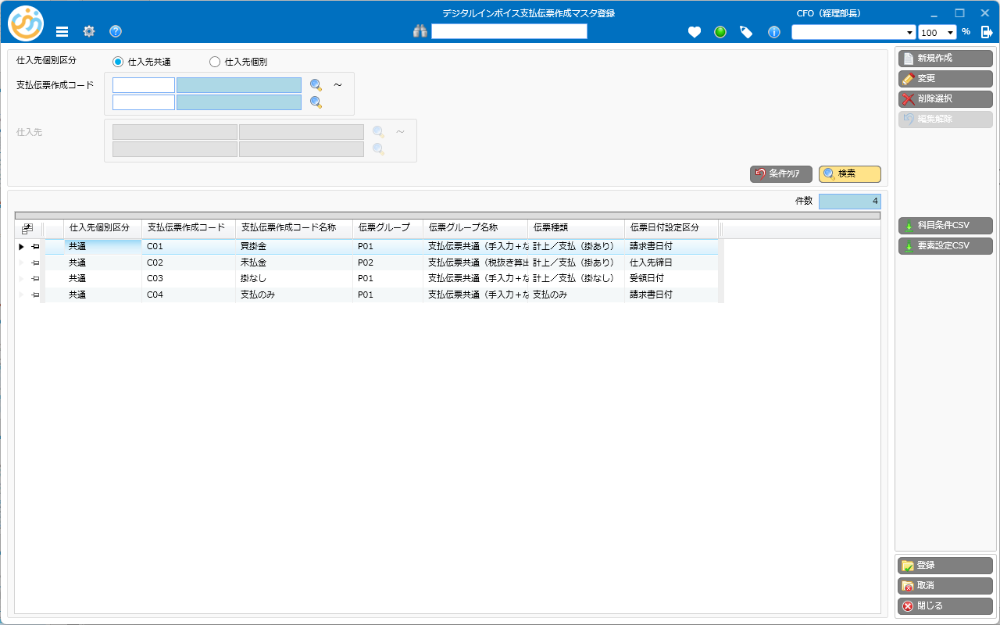 デジタルインボイス支払伝票作成マスタ登録
CFO（経理部長）
100
%
仕入先個別区分
仕入先共通
仕入先個別
支払伝票作成コード
～
仕入先
～
条件ｸﾘｱ
検索
件数
4
仕入先個別区分 支払伝票作成コード 支払伝票作成コード名称 伝票グループ 伝票グループ名称 伝票種類 伝票日付設定区分
共通 C01 買掛金 P01 支払伝票共通（手入力＋な 計上／支払（掛あり） 請求書日付
共通 C02 未払金 P02 支払伝票共通（税抜き算出 計上／支払（掛あり） 仕入先締日
共通 C03 掛なし P01 支払伝票共通（手入力＋な 計上／支払（掛なし） 受領日付
共通 C04 支払のみ P01 支払伝票共通（手入力＋な 支払のみ 請求書日付
新規作成
変更
削除選択
編集解除
科目条件CSV
要素設定CSV
登録
取消
閉じる